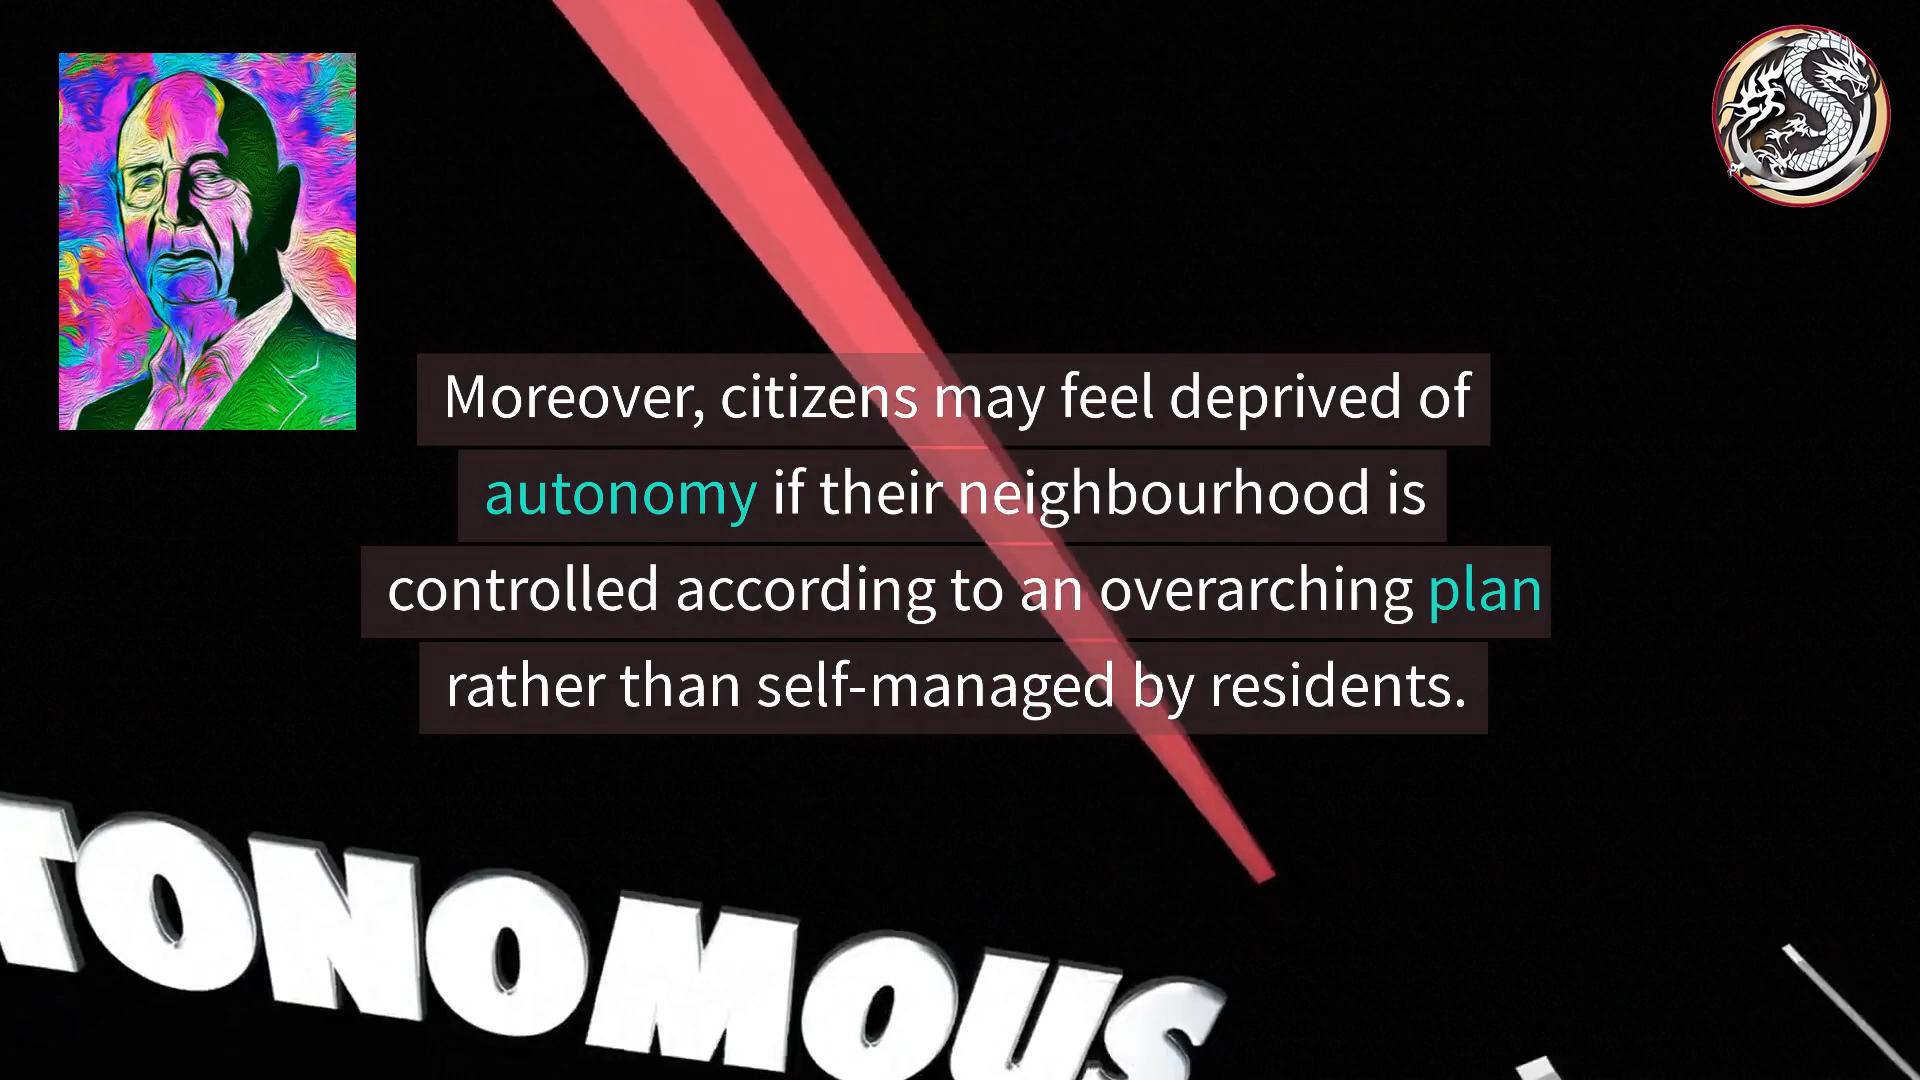 Moreover, citizens may feel deprived of
autonomy if their neighbourhood is
controlled according to an overarching plan
rather than self-managed by residents.
TONOMOUS